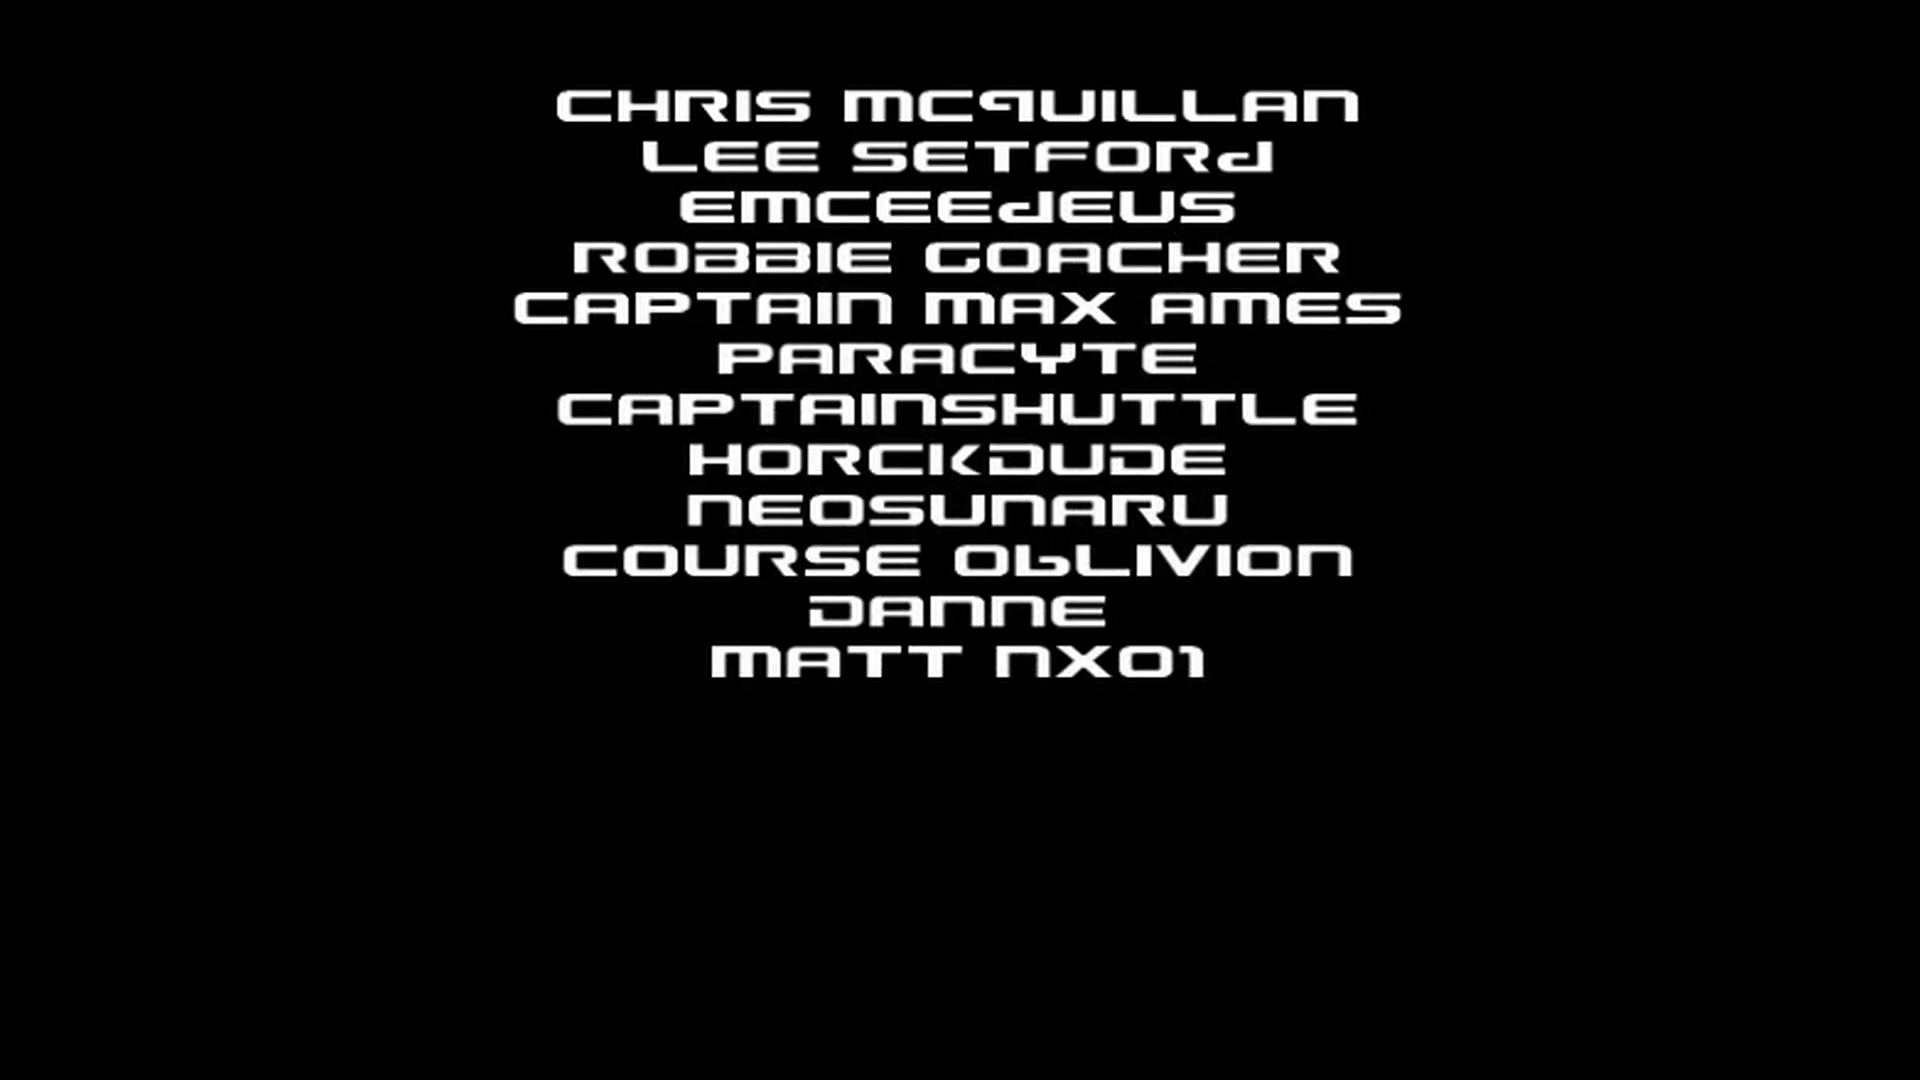 CHRIS MCQUILLAN
LEE SETFORD
EMCEEDEUS
ROBBIE GOACHER
CAPTAIN MAX AMES
PARACYTE
CAPTAINSHUTTLE
HORCKDUDE
NEOSUNARU
COURSE OBLIVION
DANNE
MATT NX01